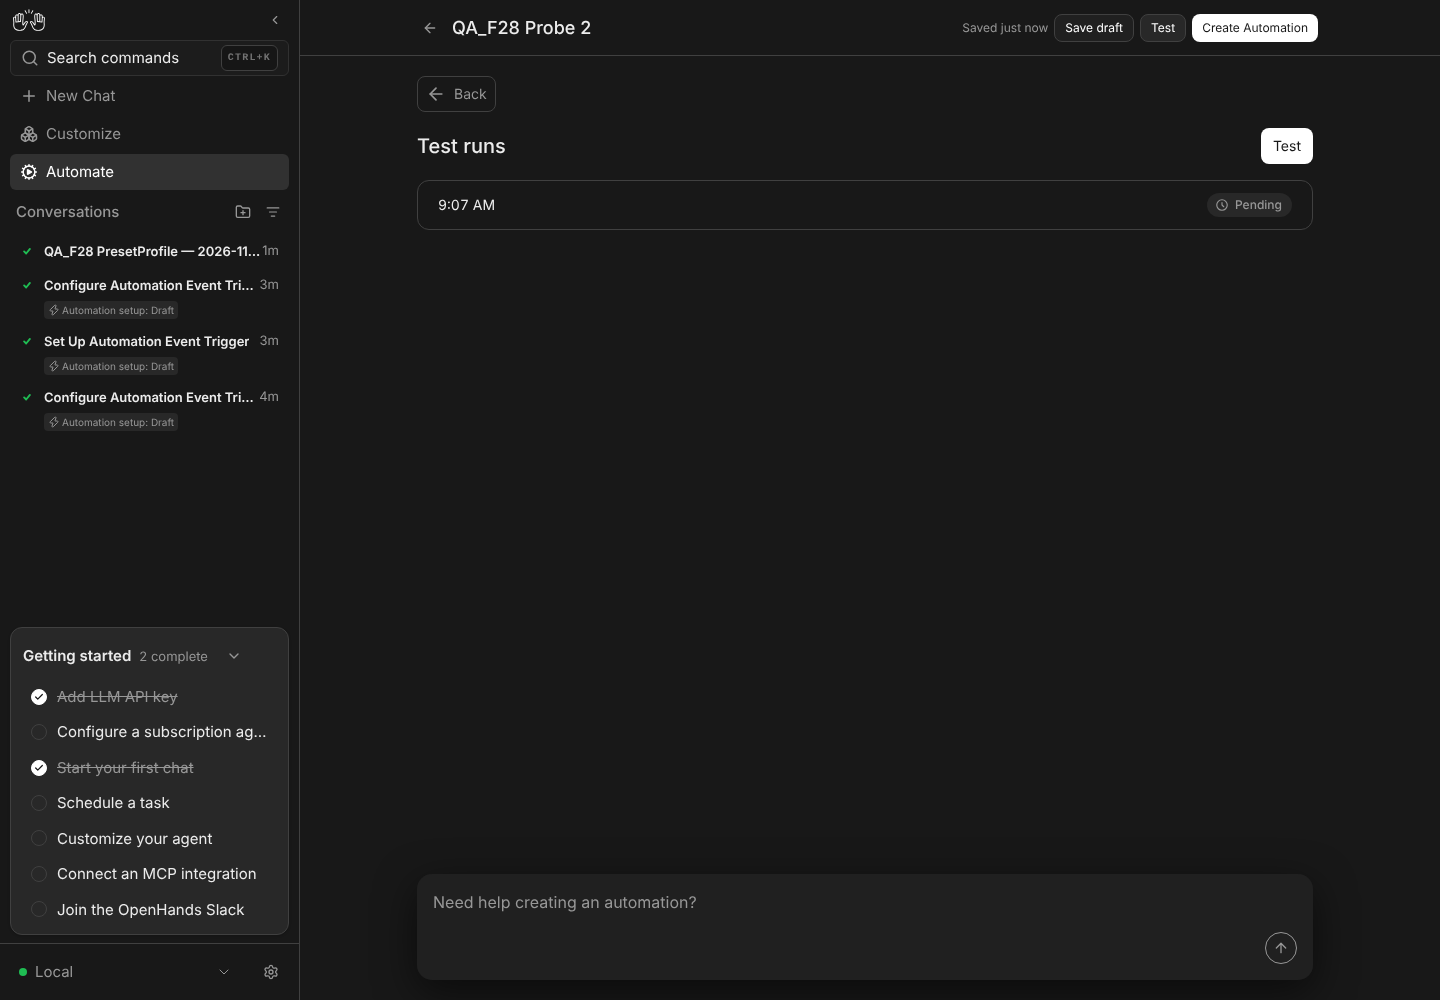 Search commands
CTRL+K
New Chat
Customize
Automate
Conversations
QA_F28 PresetProfile — 2026-11... 1m
Configure Automation Event Tri... 3m
Automation setup: Draft
Set Up Automation Event Trigger 3m
Automation setup: Draft
Configure Automation Event Tri... 4m
Automation setup: Draft
Getting started 2 complete
Add LLM API key
Configure a subscription ag...
Start your first chat
Schedule a task
Customize your agent
Connect an MCP integration
Join the OpenHands Slack
Local
QA_F28 Probe 2
Saved just now
Save draft
Test
Create Automation
Back
Test runs
Test
9:07 AM
Pending
Need help creating an automation?